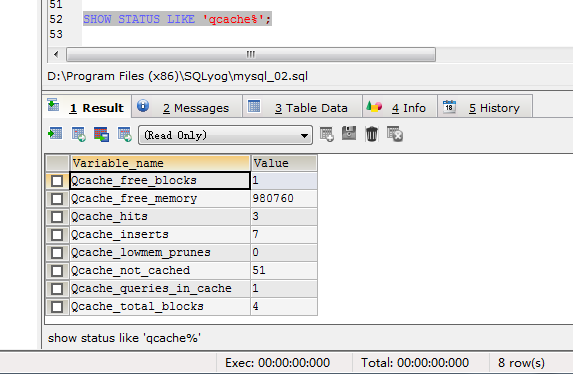 51
52 SHOW STATUS LIKE 'qcache%';
53
D:\Program Files (x86)\SQLyog\mysql_02.sql
1 Result 2 Messages 3 Table Data 4 Info 18 5 History
(Read Only)
Variable_name Value
Qcache_free_blocks 1
Qcache_free_memory 980760
Qcache_hits 3
Qcache_inserts 7
Qcache_lowmem_prunes 0
Qcache_not_cached 51
Qcache_queries_in_cache 1
Qcache_total_blocks 4
show status like 'qcache%'
Exec: 00:00:00:000 Total: 00:00:00:000 8 row(s)